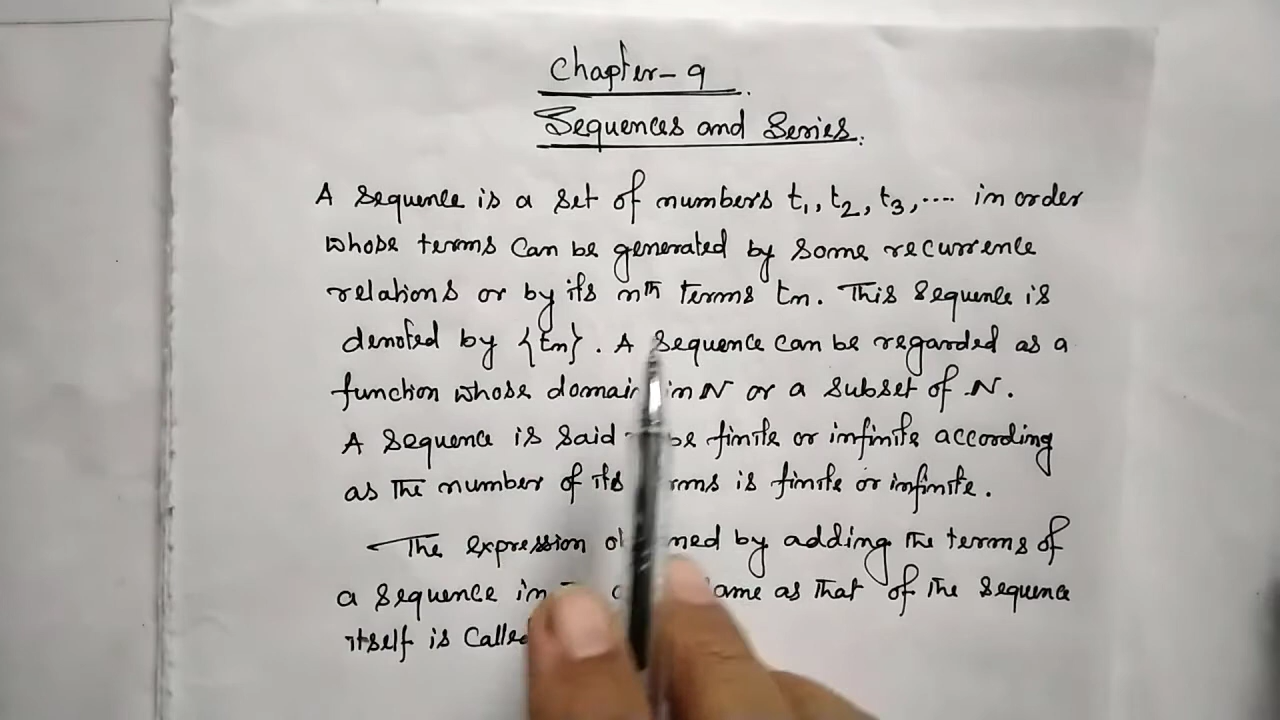 Chapter-9
Sequences and Series.
A sequence is a set of numbers t₁, t₂, t₃, .... in order
whose terms can be generated by some recurrence
relations or by its nth terms tn. This sequence is
denoted by {tn}. A sequence can be regarded as a
function whose domain in N or a subset of N.
A sequence is said be finite or infinite according
as the number of its is finite or infinite.
The expression by adding the terms of
a sequence in as that of the sequence
itself is